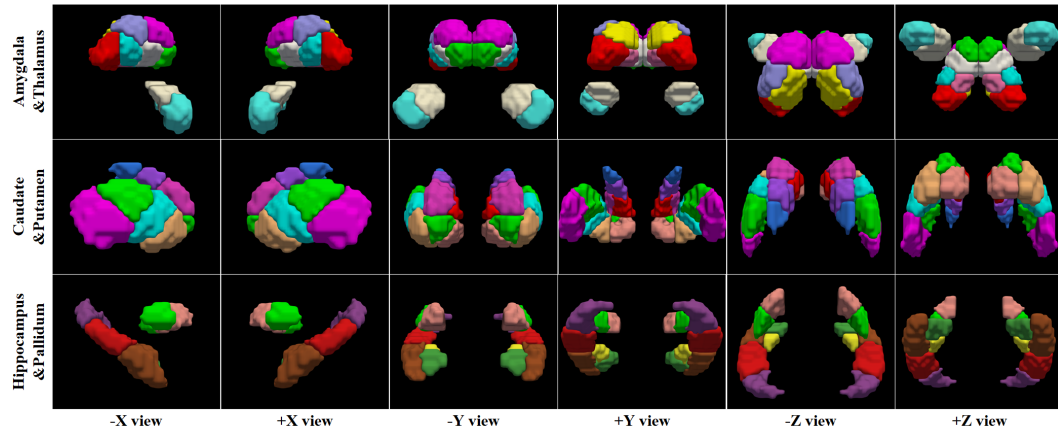 Amygdala
&Thalamus
Caudate
&Putamen
Hippocampus
&Pallidum
-X view
+X view
-Y view
+Y view
-Z view
+Z view